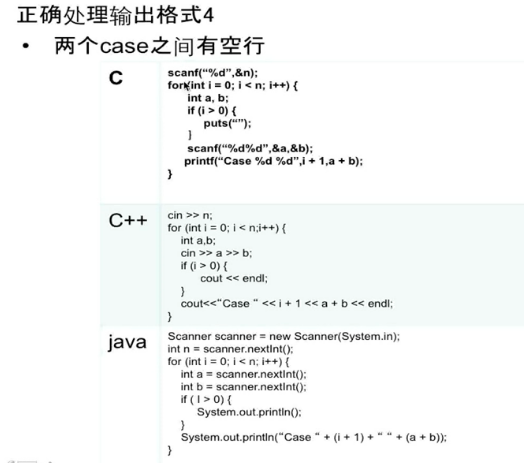 正确处理输出格式4
• 两个case之间有空行
C
scanf(“%d”,&n);
for(int i = 0; i < n; i++) {
int a, b;
if (i > 0) {
puts(“”);
}
scanf(“%d%d”,&a,&b);
printf(“Case %d %d”,i + 1,a + b);
}
C++
cin >> n;
for (int i = 0; i < n;i++) {
int a,b;
cin >> a >> b;
if (i > 0) {
cout << endl;
}
cout<<“Case “ << i + 1 << a + b << endl;
}
java
Scanner scanner = new Scanner(System.in);
int n = scanner.nextInt();
for (int i = 0; i < n; i++) {
int a = scanner.nextInt();
int b = scanner.nextInt();
if ( I > 0) {
System.out.println();
}
System.out.println(“Case “ + (i + 1) + “ “ + (a + b));
}